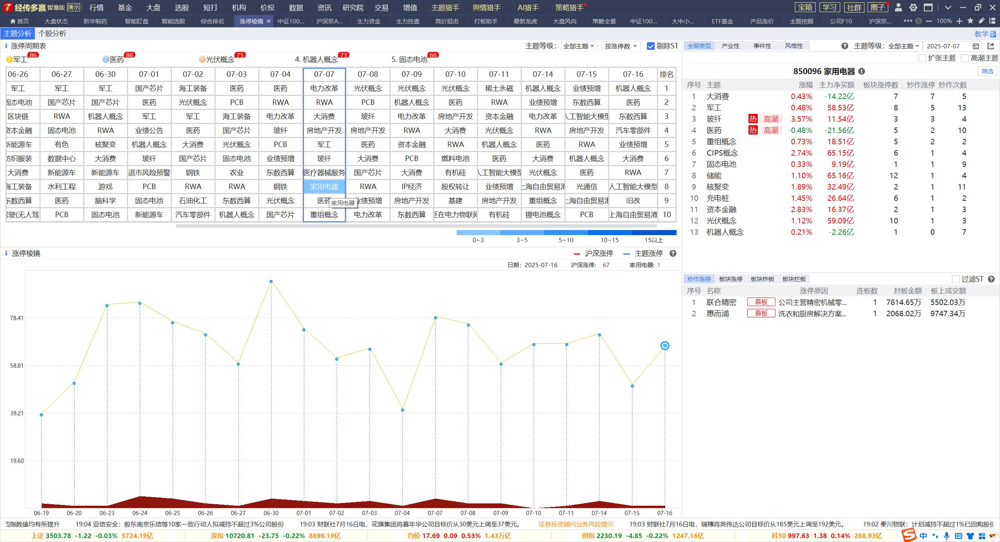 经传多赢 智尊版 演示 行情 基金 大盘 选股 短打 机构 价投 数据 资讯 研究院 交易 增值 主题猎手 舆情猎手 AI猎手 策略猎手 宝箱 学习 社群 圈子
首页 大盘状态 新华制药 智能盯盘 智能选股 综合排名 涨停棱镜 中证100... 沪深京A... 主力资金 主力控盘 竞价狙击 打板助手 最新龙虎 大盘风向 策略全景 中证100... 大中小... ETF基金 产品涨价 主题挖掘 公司F10 沪深京... 100%
主题分析 个股分析 教学
涨停周期表 主题等级: 全部主题 按涨停数 剔除ST
1 军工 86 2 医药 86 3 光伏概念 75 4. 机器人概念 73 5. 固态电池 66
06-26 06-27 06-30 07-01 07-02 07-03 07-04 07-07 07-08 07-09 07-10 07-11 07-14 07-15 07-16 排名
军工 军工 军工 国产芯片 海工装备 医药 医药 电力改革 光伏概念 光伏概念 光伏概念 稀土永磁 机器人概念 业绩预增 机器人概念 1
固态电池 国产芯片 国产芯片 医药 光伏概念 PCB RWA RWA PCB 机器人概念 医药 RWA 业绩预增 东数西算 医药 2
区块链 RWA 机器人概念 军工 军工 海工装备 电力改革 大消费 玻纤 电力改革 房地产开发 资本金融 电力改革 人工智能大模型 东数西算 3
资本金融 固态电池 RWA 业绩公告 医药 国产芯片 玻纤 房地产开发 房地产开发 RWA 大消费 光伏概念 RWA 房地产开发 汽车零部件 4
新能源车 有色 核聚变 机器人概念 大消费 光伏概念 PCB 军工 医药 资本金融 RWA 机器人概念 医药 RWA 业绩预增 5
纺织服装 数据中心 大消费 玻纤 国产芯片 固态电池 业绩预增 玻纤 大消费 PCB 燃料电池 医药 大消费 机器人概念 大消费 6
大消费 新能源车 新能源车 退市风险预警 钢铁 农业 东数西算 医疗器械服务 国产芯片 大消费 有机硅 人工智能大模型 光伏概念 医药 RWA 7
海工装备 水利工程 游戏 PCB RWA RWA 钢铁 家用电器 RWA IP经济 股权转让 业绩预增 上海自由贸易港 光通信 人工智能大模型 8
东数西算 医药 脑科学 固态电池 石油化工 东数西算 光伏概念 医药 家用电器 业绩预增 房地产开发 基建 房地产开发 重组概念 上海自由贸易港 旧改 9
驾驶(无人驾 PCB 固态电池 新能源车 汽车零部件 机器人概念 国产芯片 重组概念 电力改革 东数西算 泛在电力物联网 有机硅 锂电池概念 PCB 上海自由贸易港 10
0~3 3~5 5~10 10~15 15以上
涨停棱镜 沪深涨停 主题涨停
日期: 2025-07-16 沪深涨停: 67 家用电器: 1
78.41
58.81
39.21
19.60
06-19 06-20 06-23 06-24 06-25 06-26 06-27 06-30 07-01 07-02 07-03 07-04 07-07 07-08 07-09 07-10 07-11 07-14 07-15 07-16
全部类型 产业性 事件性 风格性 主题等级: 全部主题 2025-07-07
扩张主题 高潮主题
850096 家用电器 筛选
序号 主题 涨幅 主力净买额 板块涨停数 炒作涨停 炒作次数
1 大消费 0.43% -14.22亿 7 7 5
2 军工 0.48% 58.53亿 8 5 13
3 玻纤 热 高潮 3.57% 11.54亿 3 3 4
4 医药 热 高潮 -0.48% -21.56亿 5 2 10
5 重组概念 0.73% 18.51亿 5 2 2
6 CIPS概念 2.74% 65.15亿 6 1 4
7 固态电池 0.33% 9.19亿 1 1 9
8 储能 1.10% 65.16亿 12 1 4
9 核聚变 1.89% 32.49亿 2 1 11
10 充电桩 1.45% 26.64亿 6 1 2
11 资本金融 2.83% 16.37亿 2 1 3
12 光伏概念 1.12% 59.09亿 10 1 3
13 机器人概念 0.21% -2.26亿 1 0 7
炒作涨停 板块涨停 板块炸板 板块烂板 过滤ST
序号 名称 涨停原因 连板数 封板金额 板上成交额
1 联合精密 首板 公司主营精密机械零... 1 7814.65万 5502.03万
2 惠而浦 首板 洗衣和厨房解决方案... 1 2068.02万 9747.34万
四指数值均有所提升 19:04 亚信安全：股东南京乐信等10家一致行动人拟减持不超过3%公司股份 19:03 财联社7月16日电，花旗集团将嘉年华公司目标价从30美元上调至37美元。 证券投资顾问业务风险提示 19:03 财联社7月16日电，瑞穗将英伟达公司目标价从185美元上调至192美元。 19:02 秦川物联：计划减持不超过1%已回购股份
上证 3503.78 -1.22 -0.03% 5724.19亿 深指 10720.81 -23.75 -0.22% 8696.19亿 均价 17.69 0.09 0.53% 1.43万亿 创指 2230.19 -4.85 -0.22% 1247.16亿 科50 997.63 1.38 0.14% 268.93亿 中